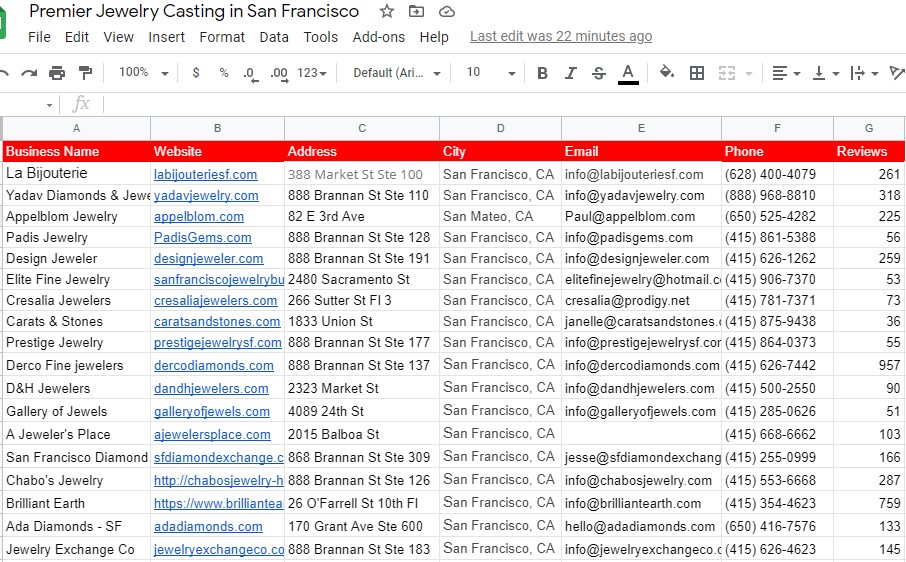 Premier Jewelry Casting in San Francisco
File Edit View Insert Format Data Tools Add-ons Help Last edit was 22 minutes ago
100% $ % .0 .00 123 Default (Ari... 10 B I S A
fx
A B C D E F G
Business Name Website Address City Email Phone Reviews
La Bijouterie labijouteriesf.com 388 Market St Ste 100 San Francisco, CA info@labijouteriesf.com (628) 400-4079 261
Yadav Diamonds & Jewe yadavjewelry.com 888 Brannan St Ste 110 San Francisco, CA info@yadavjewelry.com (888) 968-8810 318
Appelblom Jewelry appelblom.com 82 E 3rd Ave San Mateo, CA Paul@appelblom.com (650) 525-4282 225
Padis Jewelry PadisGems.com 888 Brannan St Ste 128 San Francisco, CA info@padisgems.com (415) 861-5388 56
Design Jeweler designjeweler.com 888 Brannan St Ste 191 San Francisco, CA info@designjeweler.com (415) 626-1262 259
Elite Fine Jewelry sanfranciscojewelrybu 2480 Sacramento St San Francisco, CA elitefinejewelry@hotmail.c (415) 906-7370 53
Cresalia Jewelers cresaliajewelers.com 266 Sutter St Fl 3 San Francisco, CA cresalia@prodigy.net (415) 781-7371 73
Carats & Stones caratsandstones.com 1833 Union St San Francisco, CA janelle@caratsandstones.c (415) 875-9438 36
Prestige Jewelry prestigejewelrysf.com 888 Brannan St Ste 177 San Francisco, CA info@prestigejewelrysf.cor (415) 864-0373 55
Derco Fine jewelers dercodiamonds.com 888 Brannan St Ste 137 San Francisco, CA info@dercodiamonds.com (415) 626-7442 957
D&H Jewelers dandhjewelers.com 2323 Market St San Francisco, CA info@dandhjewelers.com (415) 500-2550 90
Gallery of Jewels galleryofjewels.com 4089 24th St San Francisco, CA info@galleryofjewels.com (415) 285-0626 51
A Jeweler's Place ajewelersplace.com 2015 Balboa St San Francisco, CA (415) 668-6662 103
San Francisco Diamond sfdiamondexchange.c 868 Brannan St Ste 309 San Francisco, CA jesse@sfdiamondexchang (415) 255-0999 166
Chabo's Jewelry http://chabosjewelry-h 888 Brannan St Ste 126 San Francisco, CA info@chabosjewelry.com (415) 553-6668 287
Brilliant Earth https://www.brilliantea 26 O'Farrell St 10th Fl San Francisco, CA info@brilliantearth.com (415) 354-4623 759
Ada Diamonds - SF adadiamonds.com 170 Grant Ave Ste 600 San Francisco, CA hello@adadiamonds.com (650) 416-7576 133
Jewelry Exchange Co jewelryexchangeco.co 888 Brannan St Ste 183 San Francisco, CA info@jewelryexchangeco.c (415) 626-4623 145